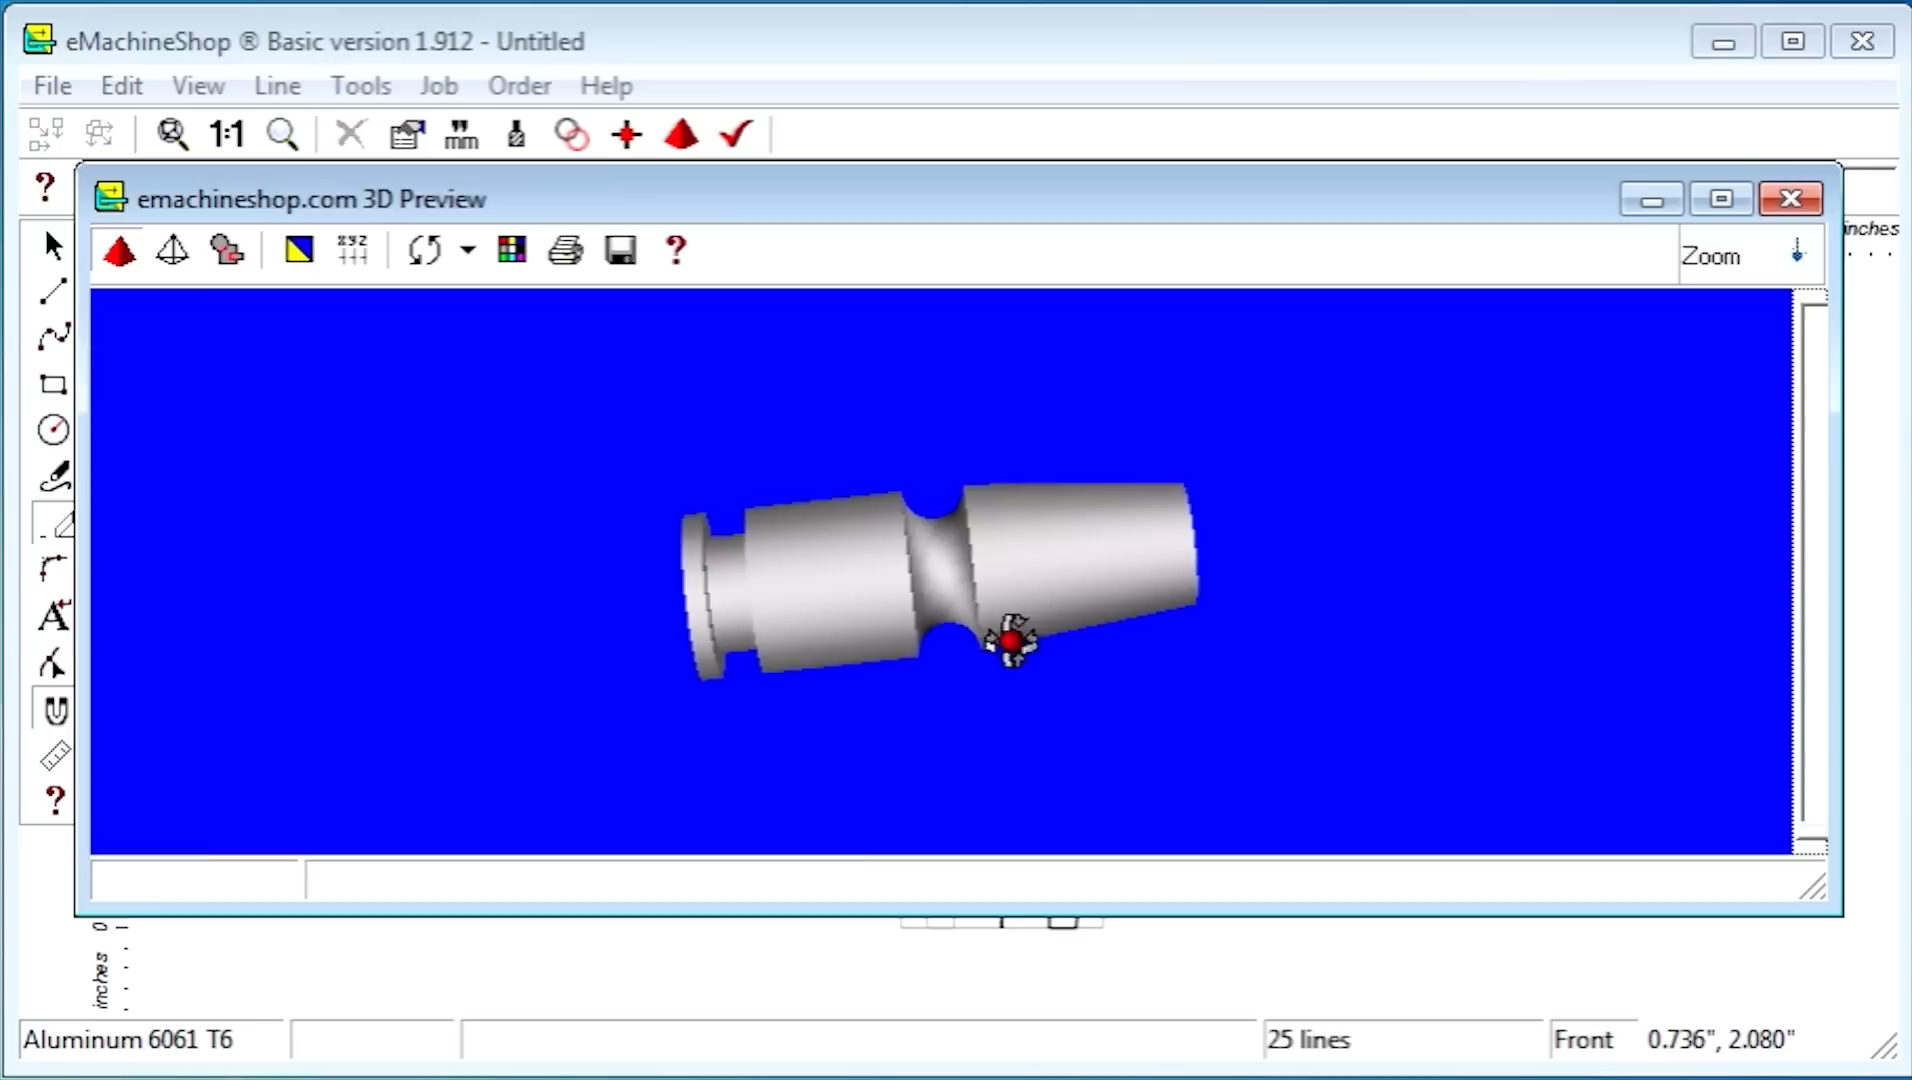 eMachineShop ® Basic version 1.912 - Untitled
File Edit View Line Tools Job Order Help
1:1 mm
?
emachineshop.com 3D Preview
XYZ ?
Zoom
inches
A
?
0
inches
Aluminum 6061 T6 25 lines Front 0.736", 2.080"